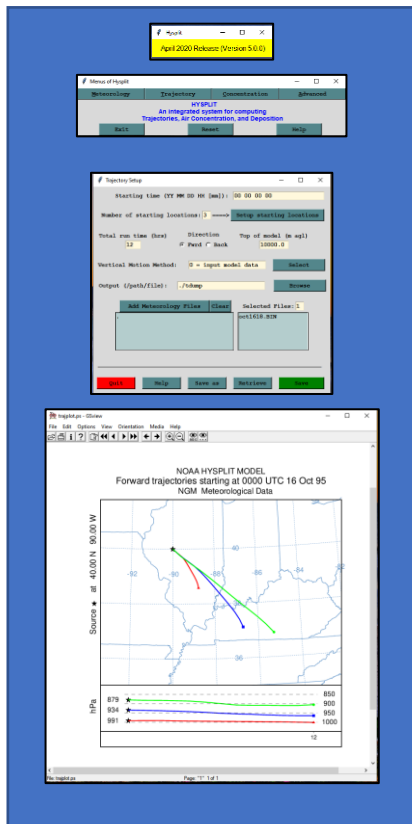 Hysplit
April 2020 Release (Version 5.0.0)
Menus of Hysplit
Meteorology Trajectory Concentration Advanced
HYSPLIT
An integrated system for computing
Trajectories, Air Concentration, and Deposition
Exit Reset Help
Trajectory Setup
Starting time (YY MM DD HH [mm]): 00 00 00 00
Number of starting locations: 3 ===> Setup starting locations
Total run time (hrs) Direction Top of model (m agl)
12 Fwrd Back 10000.0
Vertical Motion Method: 0 = input model data Select
Output (/path/file): ./tdump Browse
Add Meteorology Files Clear Selected Files: 1
oct1618.BIN
Quit Help Save as Retrieve Save
trajplot.ps - GSview
File Edit Options View Orientation Media Help
NOAA HYSPLIT MODEL
Forward trajectories starting at 0000 UTC 16 Oct 95
NGM Meteorological Data
Source ★ at 40.00 N 90.00 W
40
-92 -90 -88 -86 -84 -82
38
36
hPa
850
879 900
934 950
991 1000
12
File: trajplot.ps Page: "1" 1 of 1